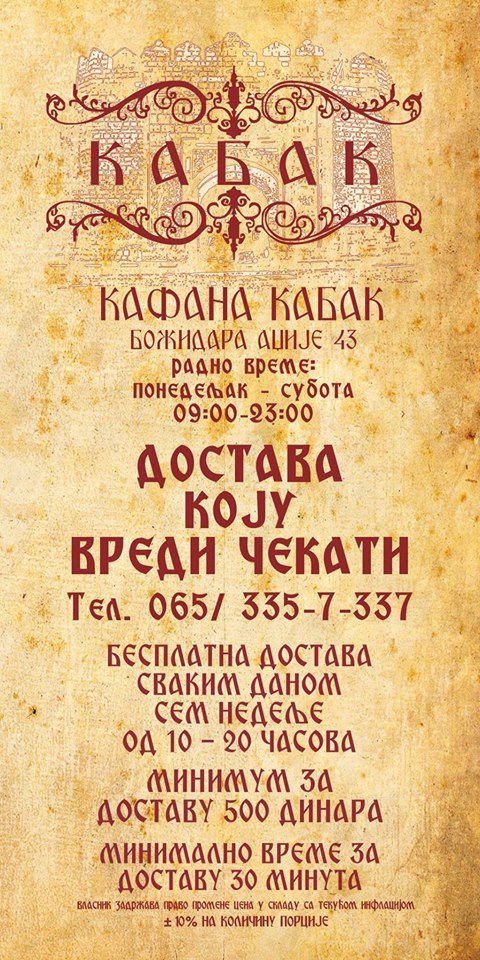 КАБАК
КАФАНА КАБАК
БОЖИДАРА АЏИЈЕ 43
РАДНО ВРЕМЕ:
ПОНЕДЕЉАК - СУБОТА
09:00-23:00
ДОСТАВА
КОЈУ
ВРЕДИ ЧЕКАТИ
Тел. 065/ 335-7-337
БЕСПЛАТНА ДОСТАВА
СВАКИМ ДАНОМ
СЕМ НЕДЕЉЕ
ОД 10 – 20 ЧАСОВА
МИНИМУМ ЗА
ДОСТАВУ 500 ДИНАРА
МИНИМАЛНО ВРЕМЕ ЗА
ДОСТАВУ 30 МИНУТА
ВЛАСНИК ЗАДРЖАВА ПРАВО ПРОМЕНЕ ЦЕНА У СКЛАДУ СА ТЕКУЋОМ ИНФЛАЦИЈОМ
± 10% НА КОЛИЧИНУ ПОРЦИЈЕ